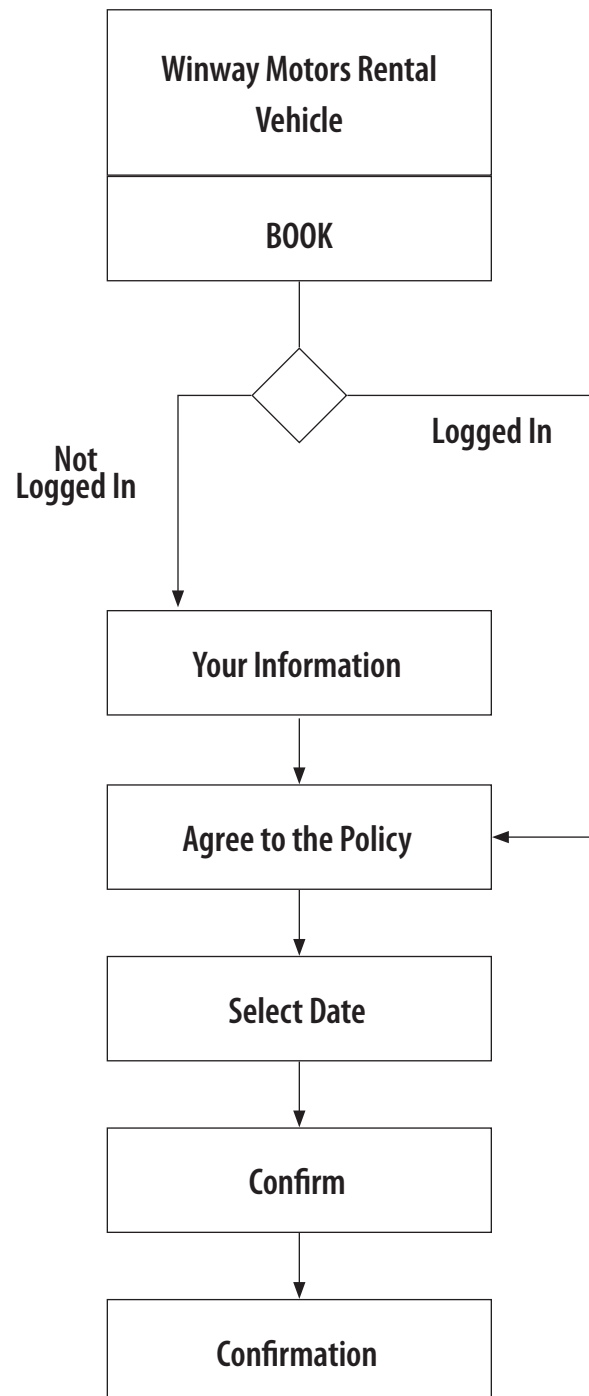 Winway Motors Rental
Vehicle
BOOK
Logged In
Not
Logged In
Your Information
Agree to the Policy
Select Date
Confirm
Confirmation